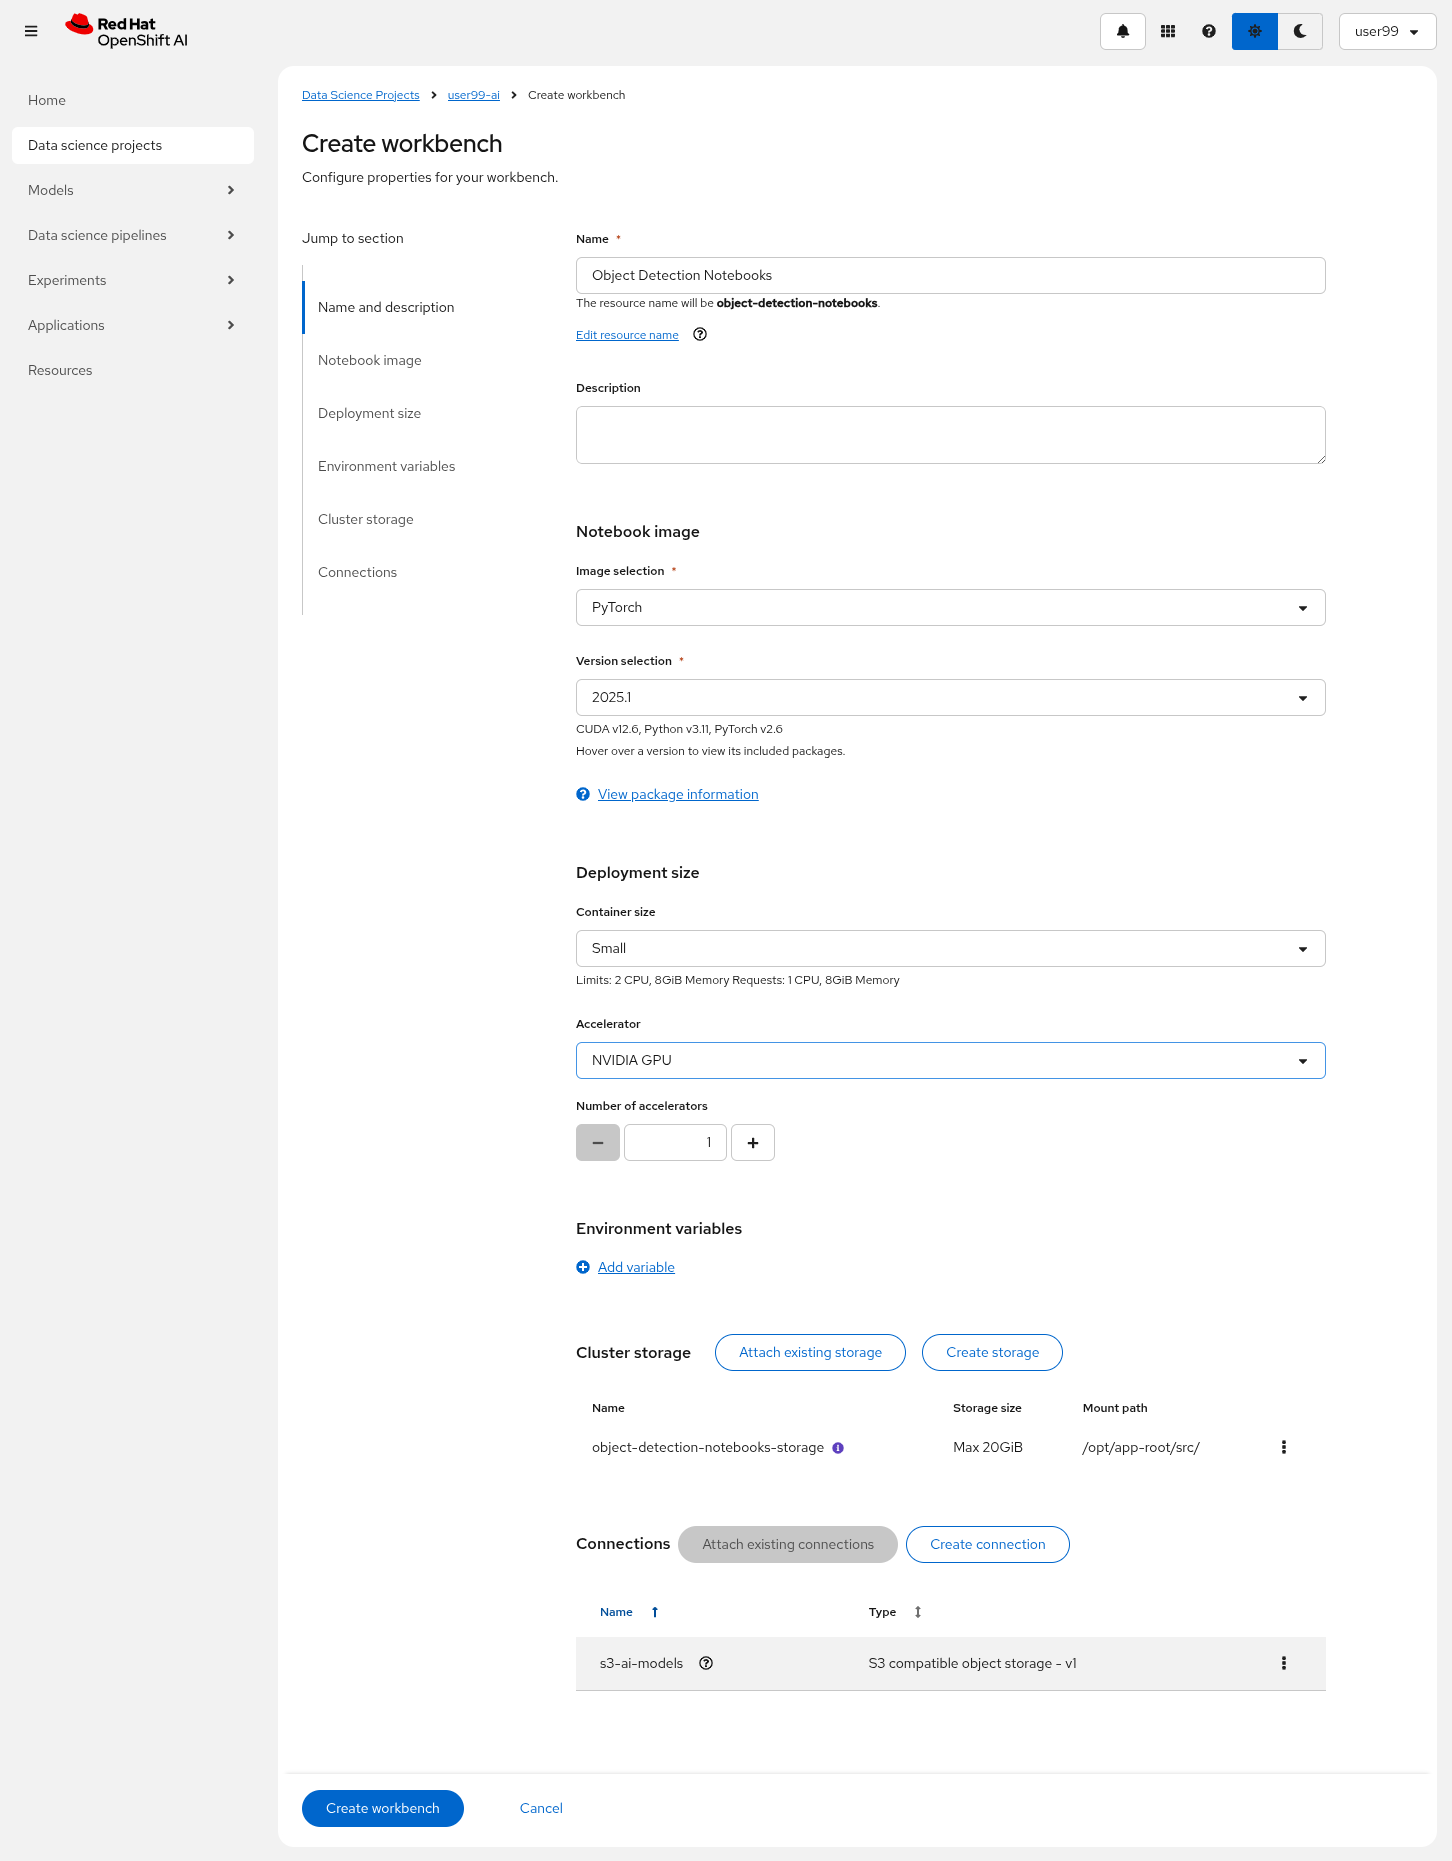 Red Hat
OpenShift AI
user99
Home
Data science projects
Models
Data science pipelines
Experiments
Applications
Resources
Data Science Projects > user99-ai > Create workbench
Create workbench
Configure properties for your workbench.
Jump to section
Name and description
Notebook image
Deployment size
Environment variables
Cluster storage
Connections
Name *
Object Detection Notebooks
The resource name will be object-detection-notebooks.
Edit resource name
Description
Notebook image
Image selection *
PyTorch
Version selection *
2025.1
CUDA v12.6, Python v3.11, PyTorch v2.6
Hover over a version to view its included packages.
View package information
Deployment size
Container size
Small
Limits: 2 CPU, 8GiB Memory Requests: 1 CPU, 8GiB Memory
Accelerator
NVIDIA GPU
Number of accelerators
1
Environment variables
Add variable
Cluster storage Attach existing storage Create storage
Name Storage size Mount path
object-detection-notebooks-storage Max 20GiB /opt/app-root/src/
Connections Attach existing connections Create connection
Name Type
s3-ai-models S3 compatible object storage - v1
Create workbench Cancel